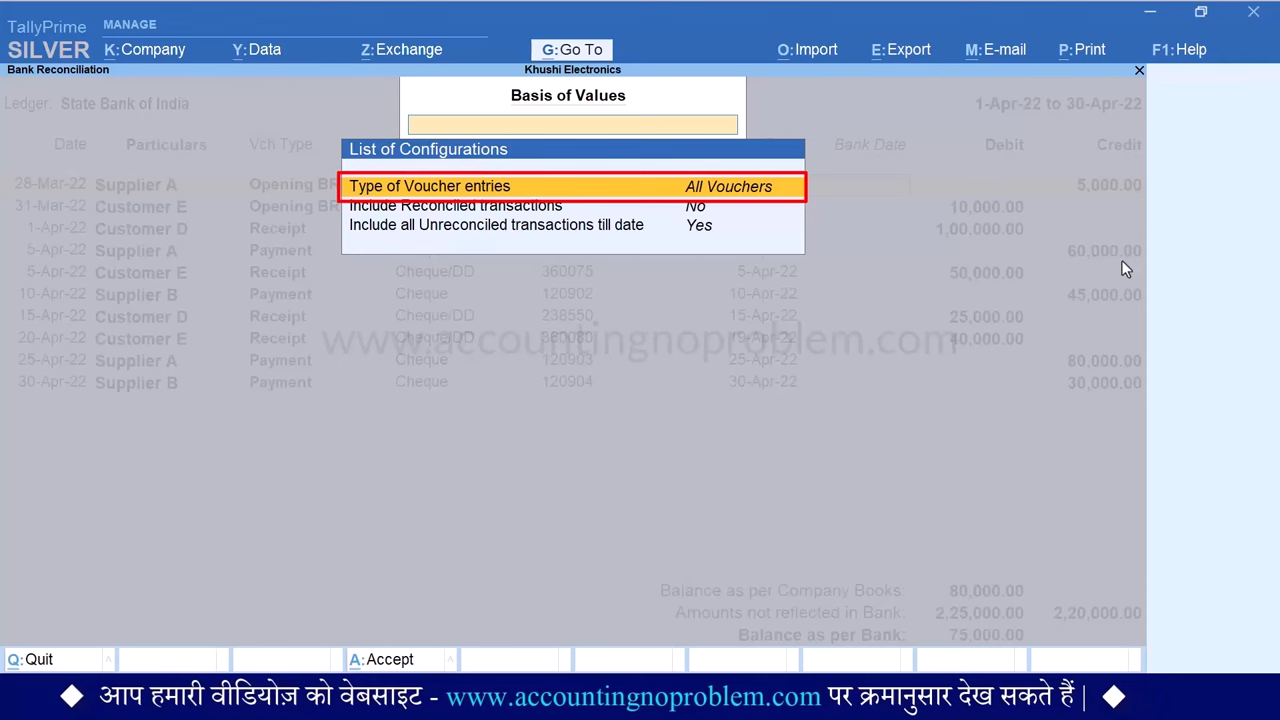 TallyPrime MANAGE
SILVER K:Company Y:Data Z:Exchange G:Go To O:Import E:Export M:E-mail P:Print F1:Help
Bank Reconciliation Khushi Electronics
Basis of Values
Ledger: State Bank of India 1-Apr-22 to 30-Apr-22
Date Particulars Vch Type Bank Date Debit Credit
List of Configurations
28-Mar-22 Supplier A Opening BR 5,000.00
Type of Voucher entries All Vouchers
31-Mar-22 Customer E Opening BR 10,000.00
Include Reconciled transactions No
1-Apr-22 Customer D Receipt 1,00,000.00
Include all Unreconciled transactions till date Yes
5-Apr-22 Supplier A Payment 60,000.00
5-Apr-22 Customer E Receipt Cheque/DD 360075 5-Apr-22 50,000.00
10-Apr-22 Supplier B Payment Cheque 120902 10-Apr-22 45,000.00
15-Apr-22 Customer D Receipt Cheque/DD 238550 15-Apr-22 25,000.00
20-Apr-22 Customer E Receipt Cheque/DD 360080 19-Apr-22 40,000.00
www.accountingnoproblem.com
25-Apr-22 Supplier A Payment Cheque 120903 25-Apr-22 80,000.00
30-Apr-22 Supplier B Payment Cheque 120904 30-Apr-22 30,000.00
Balance as per Company Books: 80,000.00
Amounts not reflected in Bank: 2,25,000.00 2,20,000.00
Balance as per Bank: 75,000.00
Q:Quit A:Accept
आप हमारी वीडियोज़ को वेबसाइट - www.accountingnoproblem.com पर क्रमानुसार देख सकते हैं |